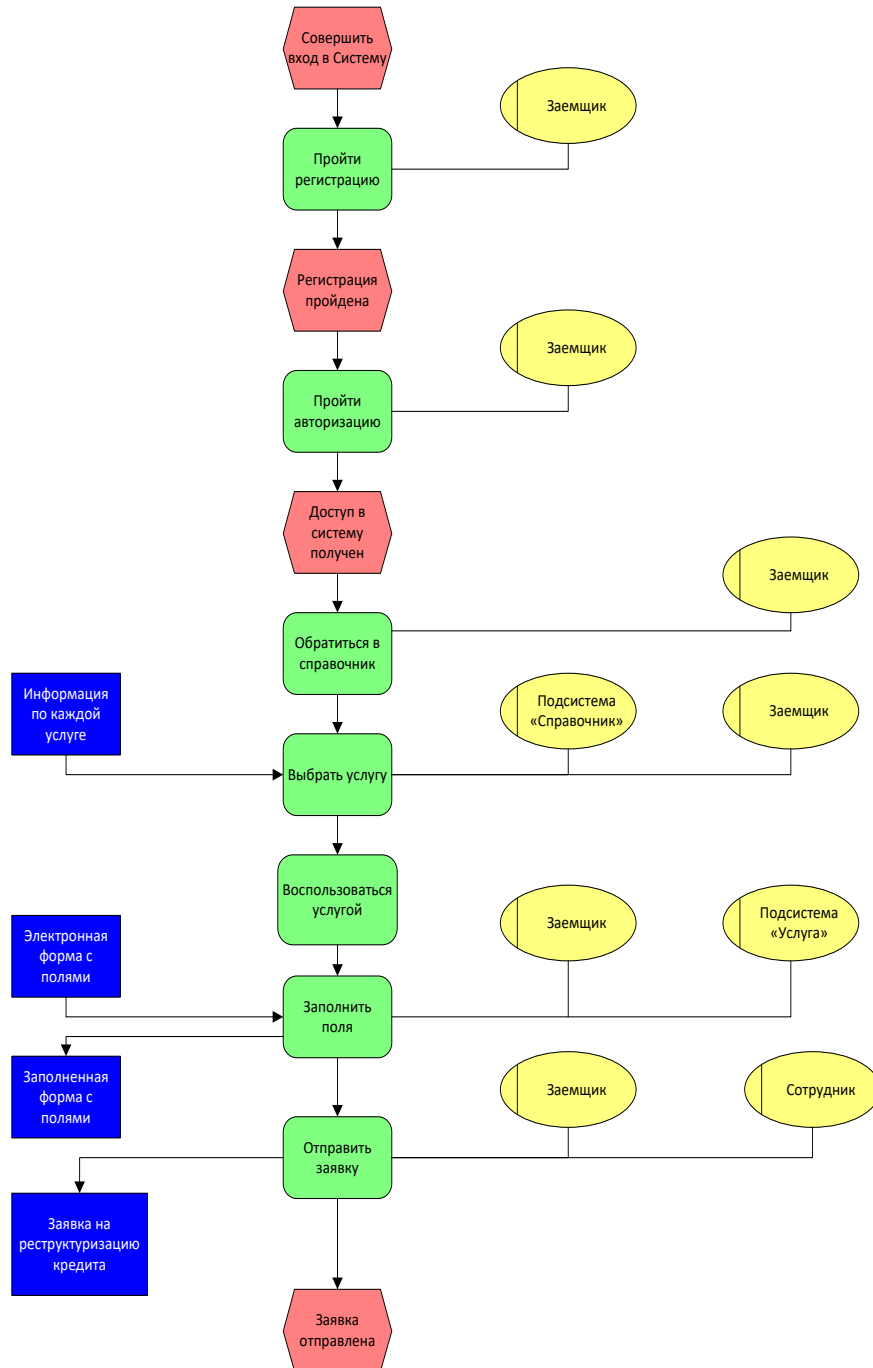 Совершить
вход в Систему
Заемщик
Пройти
регистрацию
Регистрация
пройдена
Заемщик
Пройти
авторизацию
Доступ в
систему
получен
Заемщик
Обратиться в
справочник
Информация
по каждой
услуге
Подсистема
«Справочник»
Заемщик
Выбрать услугу
Воспользоваться
услугой
Электронная
форма с
полями
Заемщик
Подсистема
«Услуга»
Заполнить
поля
Заполненная
форма с
полями
Заемщик
Сотрудник
Отправить
заявку
Заявка на
реструктуризацию
кредита
Заявка
отправлена